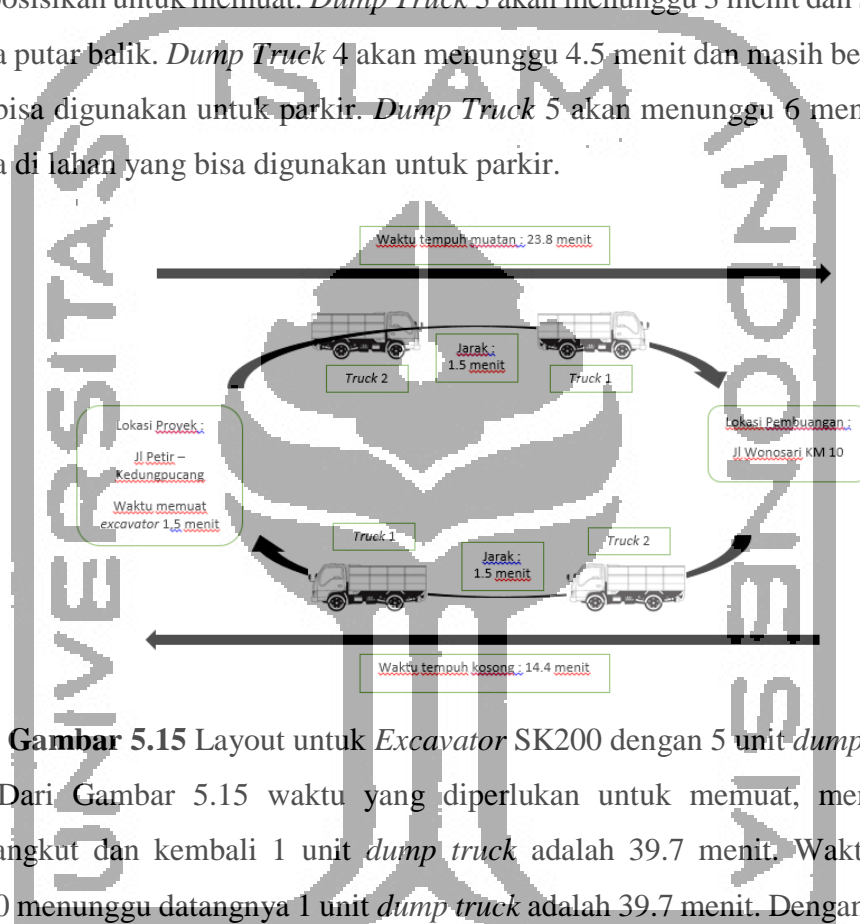 posisikan untuk memuat. Dump Truck 3 akan menunggu 3 menit dan
a putar balik. Dump Truck 4 akan menunggu 4.5 menit dan masih be
bisa digunakan untuk parkir. Dump Truck 5 akan menunggu 6 men
a di lahan yang bisa digunakan untuk parkir.
ISLAM
UNIVERSITAS
INDONESIA
Waktu tempuh muatan : 23.8 menit
Jarak :
1.5 menit
Truck 2
Truck 1
Lokasi Proyek :
Jl Petir –
Kedungpucang
Waktu memuat
excavator 1,5 menit
Lokasi Pembuangan :
Jl Wonosari KM 10
Truck 1
Jarak :
1.5 menit
Truck 2
Waktu tempuh kosong : 14.4 menit
Gambar 5.15 Layout untuk Excavator SK200 dengan 5 unit dump
Dari Gambar 5.15 waktu yang diperlukan untuk memuat, men
angkut dan kembali 1 unit dump truck adalah 39.7 menit. Wakt
0 menunggu datangnya 1 unit dump truck adalah 39.7 menit. Dengan